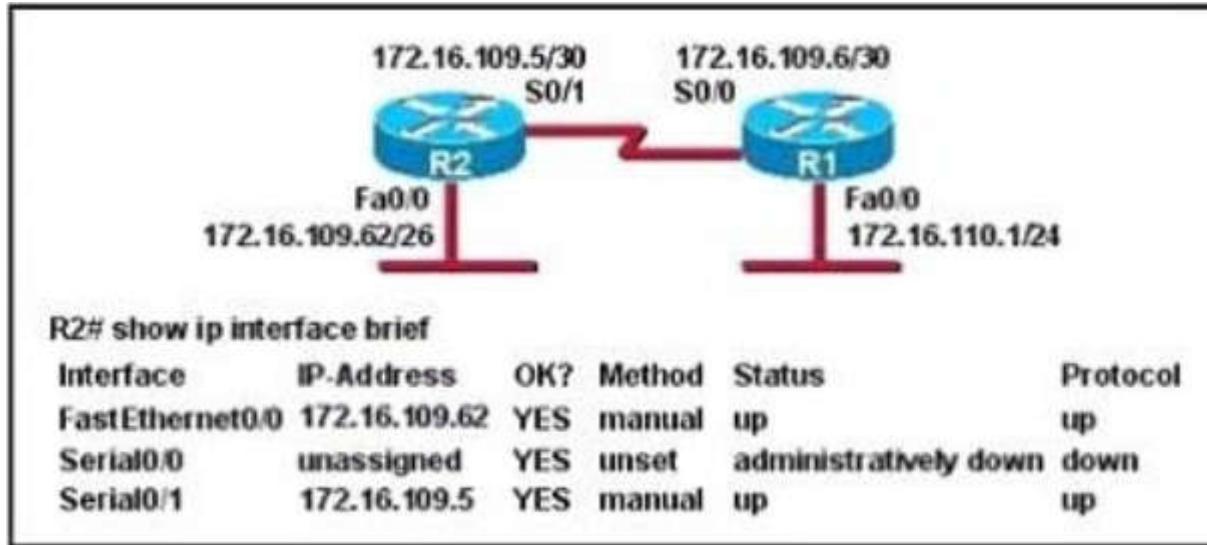 172.16.109.5/30 172.16.109.6/30
S0/1 S0/0
R2 R1
Fa0/0 Fa0/0
172.16.109.62/26 172.16.110.1/24
R2# show ip interface brief
Interface IP-Address OK? Method Status Protocol
FastEthernet0/0 172.16.109.62 YES manual up up
Serial0/0 unassigned YES unset administratively down down
Serial0/1 172.16.109.5 YES manual up up